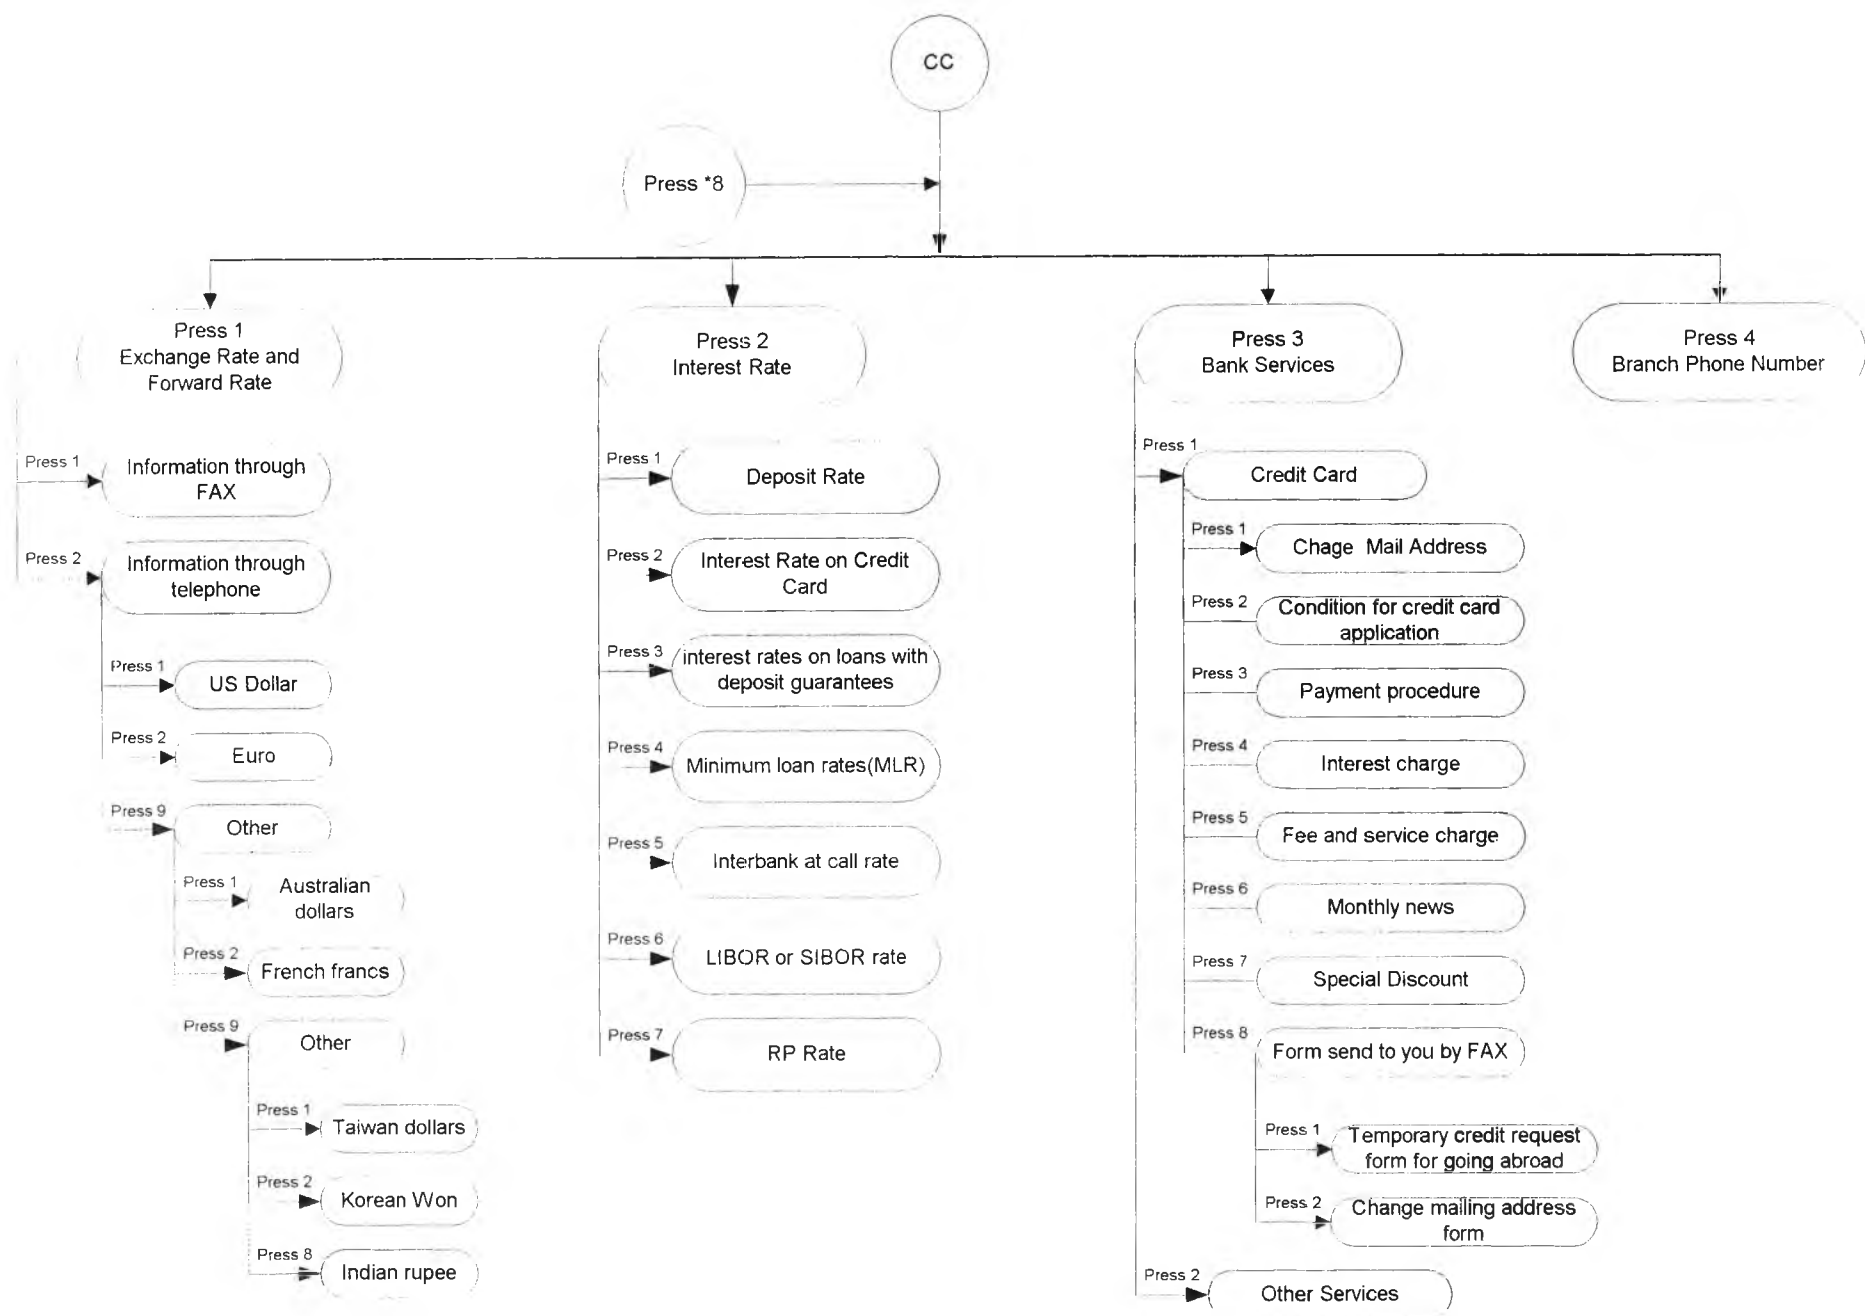 CC
Press *8
Press 1
Exchange Rate and
Forward Rate
Press 1
Information through
FAX
Press 2
Information through
telephone
Press 1
US Dollar
Press 2
Euro
Press 9
Other
Press 1
Australian
dollars
Press 2
French francs
Press 9
Other
Press 1
Taiwan dollars
Press 2
Korean Won
Press 8
Indian rupee
Press 2
Interest Rate
Press 1
Deposit Rate
Press 2
Interest Rate on Credit
Card
Press 3
interest rates on loans with
deposit guarantees
Press 4
Minimum loan rates(MLR)
Press 5
Interbank at call rate
Press 6
LIBOR or SIBOR rate
Press 7
RP Rate
Press 3
Bank Services
Press 1
Credit Card
Press 1
Chage Mail Address
Press 2
Condition for credit card
application
Press 3
Payment procedure
Press 4
Interest charge
Press 5
Fee and service charge
Press 6
Monthly news
Press 7
Special Discount
Press 8
Form send to you by FAX
Press 1
Temporary credit request
form for going abroad
Press 2
Change mailing address
form
Press 2
Other Services
Press 4
Branch Phone Number